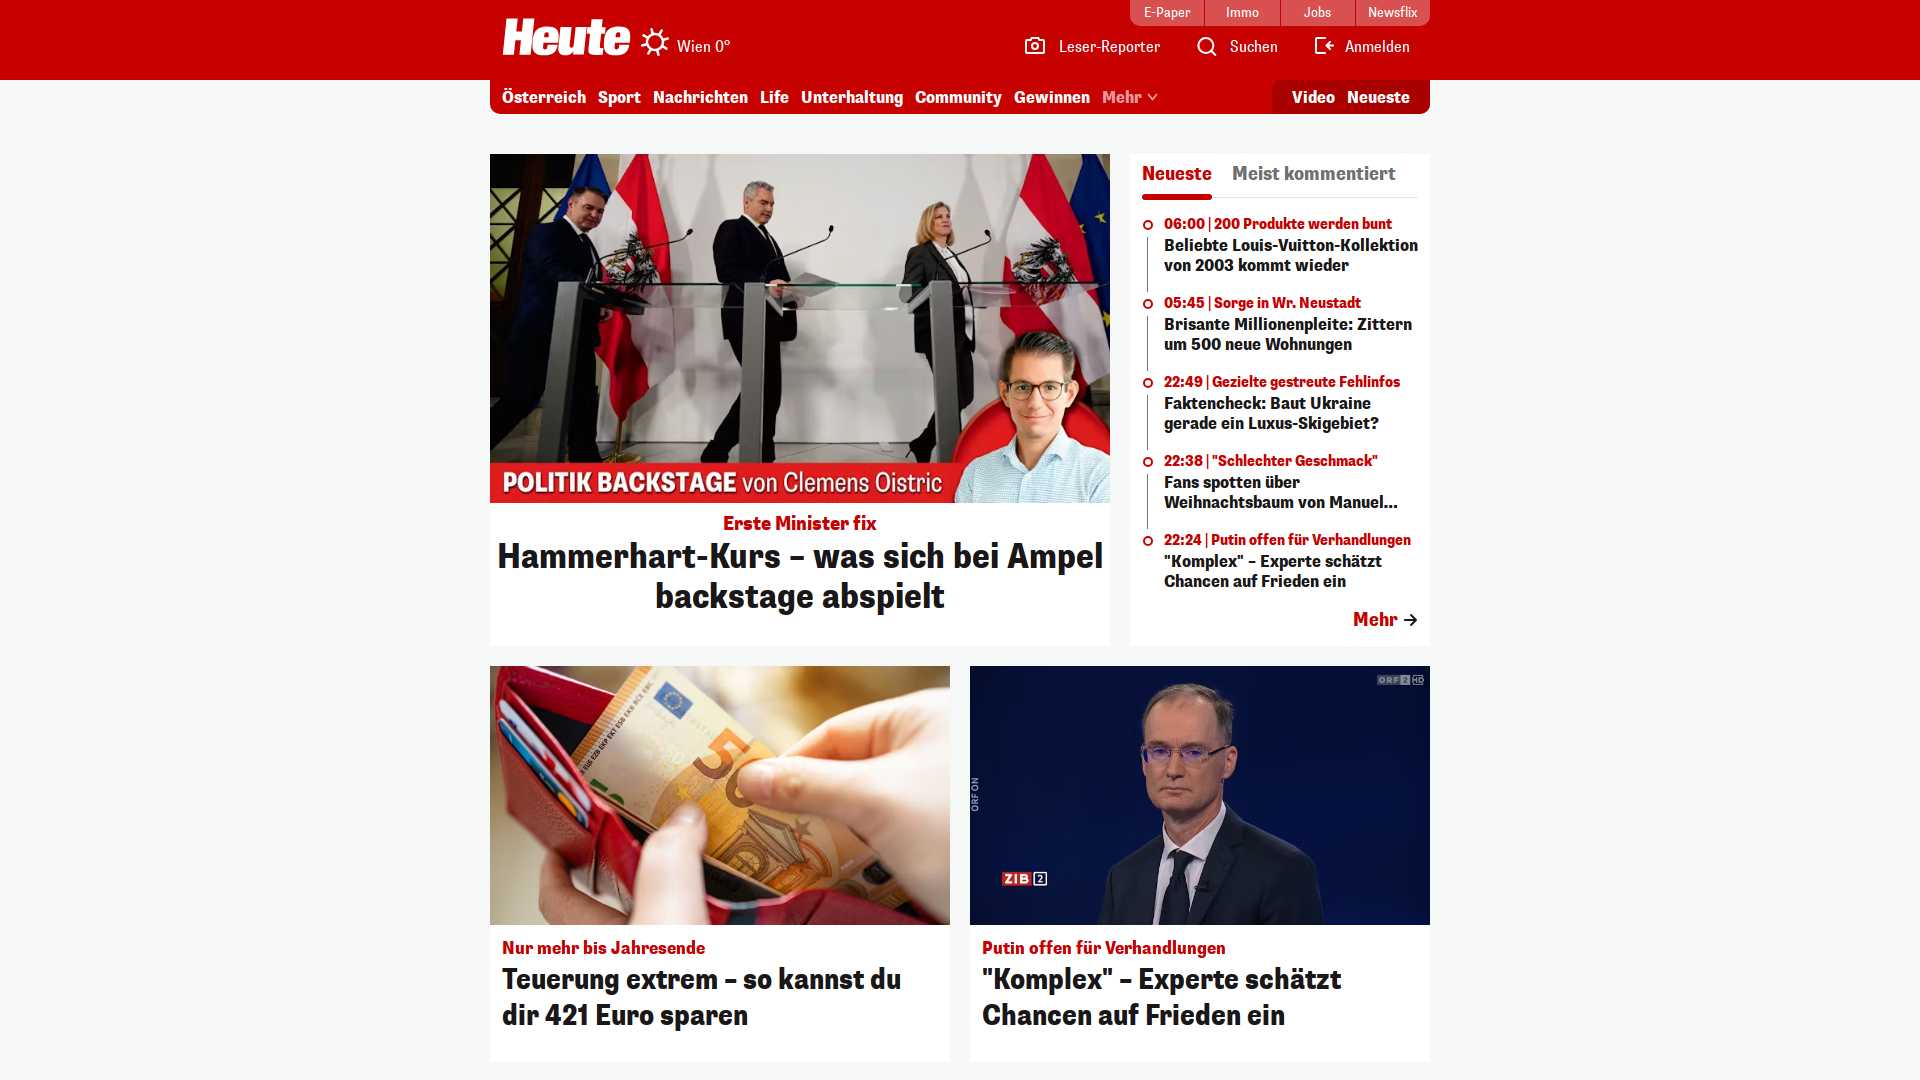 E-Paper
Immo
Jobs
Newsflix
Heute
Wien 0°
Leser-Reporter
Suchen
Anmelden
Österreich
Sport
Nachrichten
Life
Unterhaltung
Community
Gewinnen
Mehr
Video
Neueste
POLITIK BACKSTAGE von Clemens Oistric
Erste Minister fix
Hammerhart-Kurs – was sich bei Ampel
backstage abspielt
Neueste
Meist kommentiert
06:00 | 200 Produkte werden bunt
Beliebte Louis-Vuitton-Kollektion
von 2003 kommt wieder
05:45 | Sorge in Wr. Neustadt
Brisante Millionenpleite: Zittern
um 500 neue Wohnungen
22:49 | Gezielte gestreute Fehlinfos
Faktencheck: Baut Ukraine
gerade ein Luxus-Skigebiet?
22:38 | "Schlechter Geschmack"
Fans spotten über
Weihnachtsbaum von Manuel...
22:24 | Putin offen für Verhandlungen
"Komplex" – Experte schätzt
Chancen auf Frieden ein
Mehr
50
Nur mehr bis Jahresende
Teuerung extrem – so kannst du
dir 421 Euro sparen
ORF 2 HD
ORF ON
ZIB 2
Putin offen für Verhandlungen
"Komplex" – Experte schätzt
Chancen auf Frieden ein